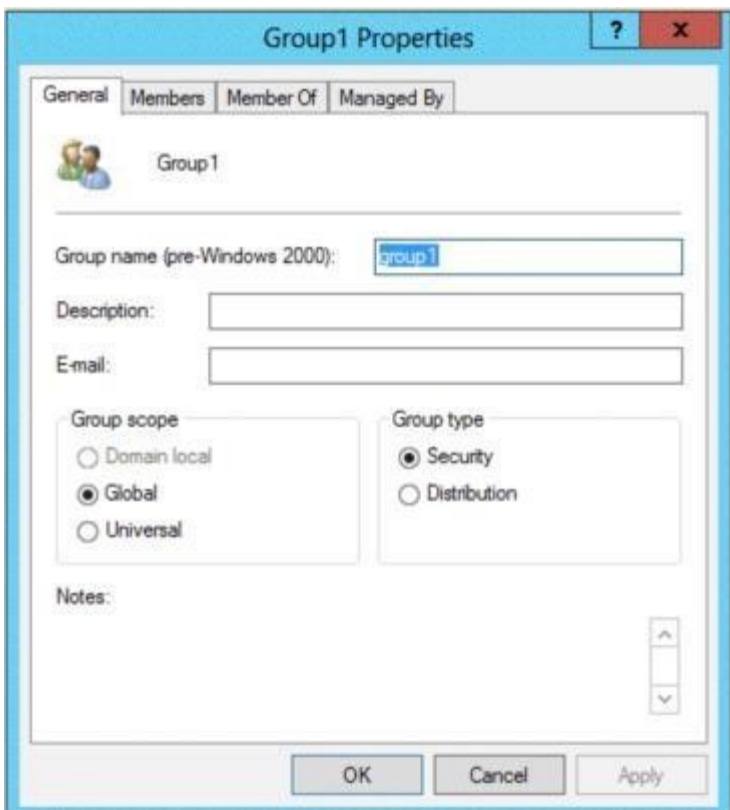 Group1 Properties
?
x
General Members Member Of Managed By
Group1
Group name (pre-Windows 2000): group1
Description:
E-mail:
Group scope
Domain local
Global
Universal
Group type
Security
Distribution
Notes:
OK Cancel Apply